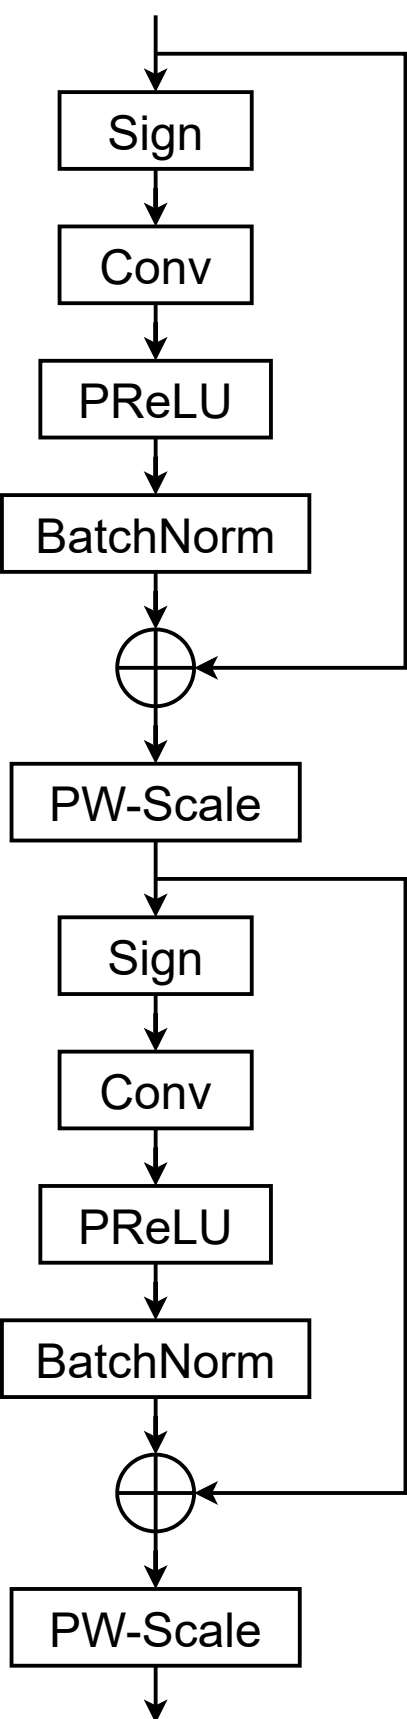 Sign
Conv
PReLU
BatchNorm
PW-Scale
Sign
Conv
PReLU
BatchNorm
PW-Scale